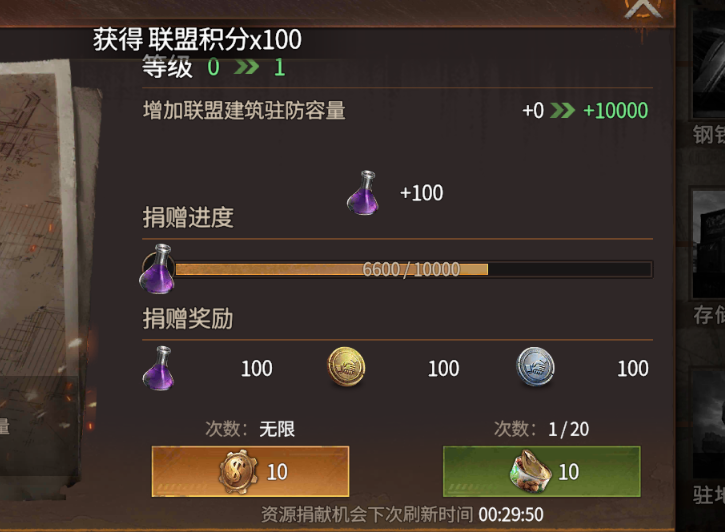 获得 联盟积分x100
等级 0 1
增加联盟建筑驻防容量 +0 +10000
+100
捐赠进度
6600/10000
捐赠奖励
100 100 100
次数：无限 次数：1/20
10 10
资源捐献机会下次刷新时间 00:29:50
钢铁
存储
驻地
量